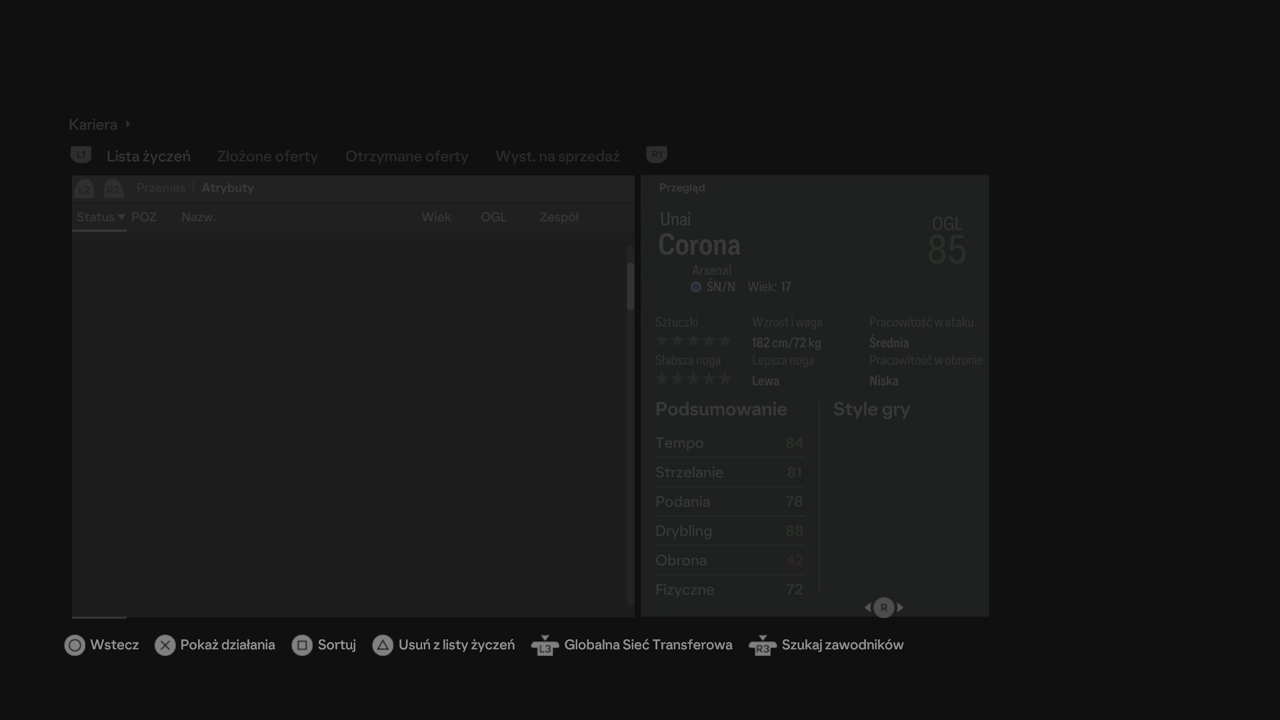 Kariera
L1 Lista życzeń Złożone oferty Otrzymane oferty Wyst. na sprzedaż R1
L2 R2 Przenieś | Atrybuty
Status POZ Nazw. Wiek OGL Zespół
Przegląd
Unai
Corona
OGL
85
Arsenal
ŚN/N Wiek: 17
Sztuczki Wzrost i waga Pracowitość w ataku
★★★★★ 182 cm/72 kg Średnia
Słabsza noga Lepsza noga Pracowitość w obronie
★★★★★ Lewa Niska
Podsumowanie Style gry
Tempo 84
Strzelanie 81
Podania 78
Drybling 88
Obrona 42
Fizyczne 72
R
Wstecz Pokaż działania Sortuj Usuń z listy życzeń L3 Globalna Sieć Transferowa R3 Szukaj zawodników